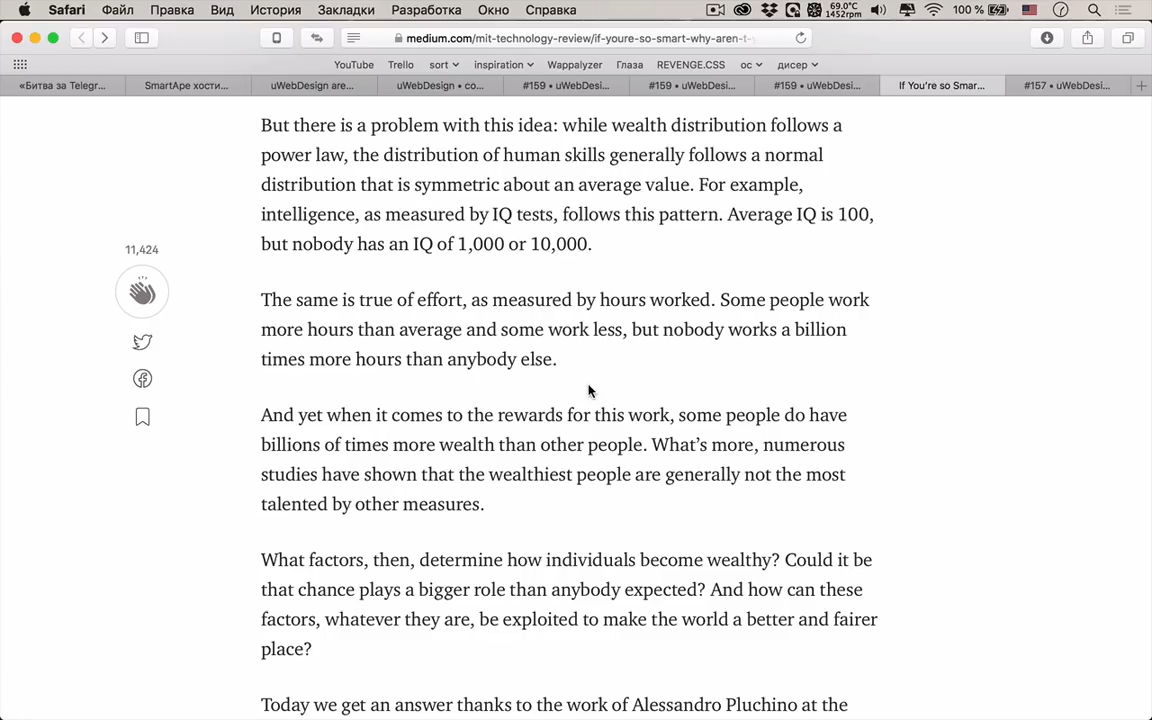 Safari Файл Правка Вид История Закладки Разработка Окно Справка 69.0°C 1452rpm 100 %
medium.com/mit-technology-review/if-youre-so-smart-why-aren-t-
YouTube Trello sort inspiration Wappalyzer Глаза REVENGE.CSS ос дисер
«Битва за Telegr... SmartApe хости... uWebDesign are... uWebDesign • co... #159 • uWebDesi... #159 • uWebDesi... #159 • uWebDesi... If You're so Smar... #157 • uWebDesi...
But there is a problem with this idea: while wealth distribution follows a
power law, the distribution of human skills generally follows a normal
distribution that is symmetric about an average value. For example,
intelligence, as measured by IQ tests, follows this pattern. Average IQ is 100,
but nobody has an IQ of 1,000 or 10,000.
11,424
The same is true of effort, as measured by hours worked. Some people work
more hours than average and some work less, but nobody works a billion
times more hours than anybody else.
And yet when it comes to the rewards for this work, some people do have
billions of times more wealth than other people. What's more, numerous
studies have shown that the wealthiest people are generally not the most
talented by other measures.
What factors, then, determine how individuals become wealthy? Could it be
that chance plays a bigger role than anybody expected? And how can these
factors, whatever they are, be exploited to make the world a better and fairer
place?
Today we get an answer thanks to the work of Alessandro Pluchino at the